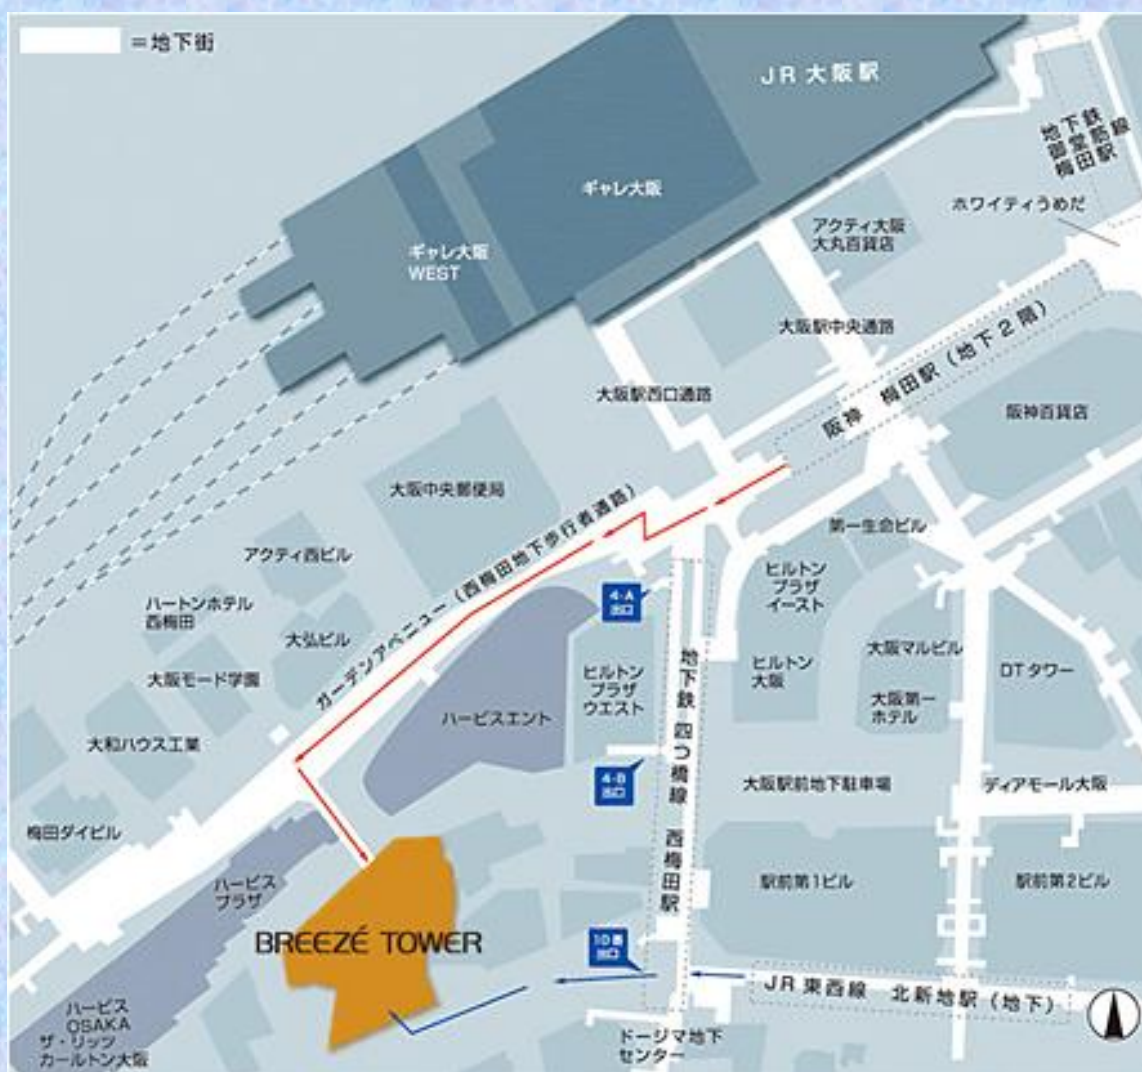 ＝地下街
JR 大阪駅
地下鉄
御堂筋線
梅田駅
ギャレ大阪
ホワイティうめだ
アクティ大阪
大丸百貨店
ギャレ大阪
WEST
大阪駅中央通路
阪神 梅田駅（地下2階）
大阪駅西口通路
阪神百貨店
大阪中央郵便局
第一生命ビル
ガーデンアベニュー（西梅田地下歩行者通路）
アクティ西ビル
ヒルトン
プラザ
イースト
4-A
出口
ハートンホテル
西梅田
大弘ビル
大阪マルビル
大阪モード学園
ヒルトン
プラザ
ウエスト
地下鉄 四つ橋線 西梅田駅
ヒルトン
大阪
DTタワー
大阪第一
ホテル
ハービスエント
大和ハウス工業
4-B
出口
大阪駅前地下駐車場
ディアモール大阪
梅田ダイビル
ハービス
プラザ
駅前第1ビル
駅前第2ビル
BREEZÉ TOWER
10番
出口
JR 東西線 北新地駅（地下）
ハービス
OSAKA
ザ・リッツ
カールトン大阪
ドージマ地下
センター